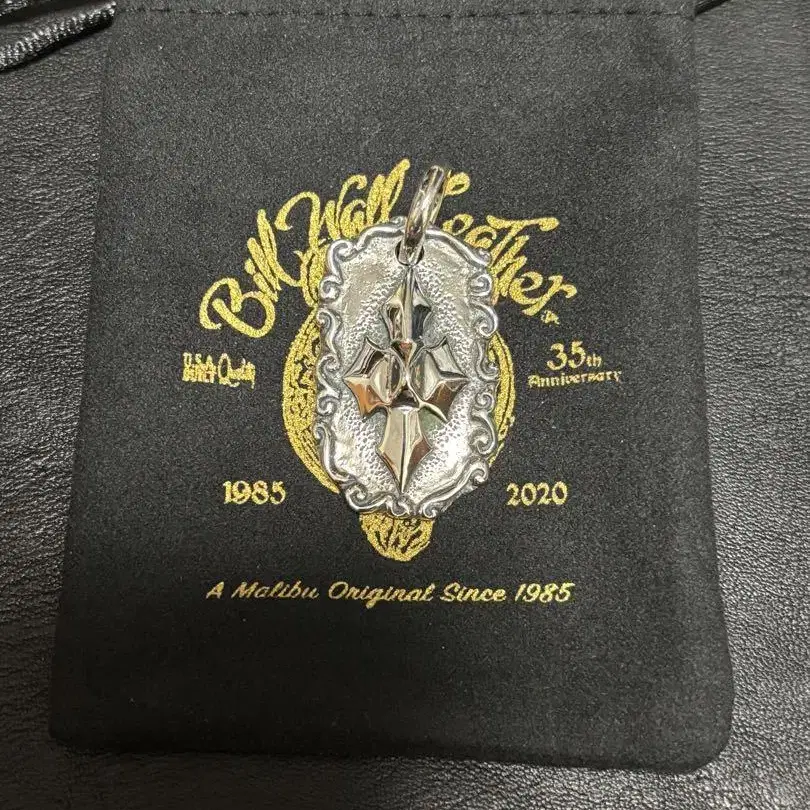 Bill Wall Leather
U.S.A. Quality
35th
Anniversary
1985 2020
A Malibu Original Since 1985